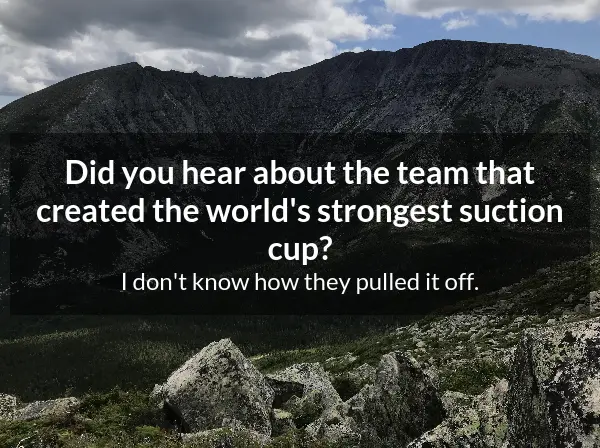 Did you hear about the team that
created the world's strongest suction
cup?
I don't know how they pulled it off.